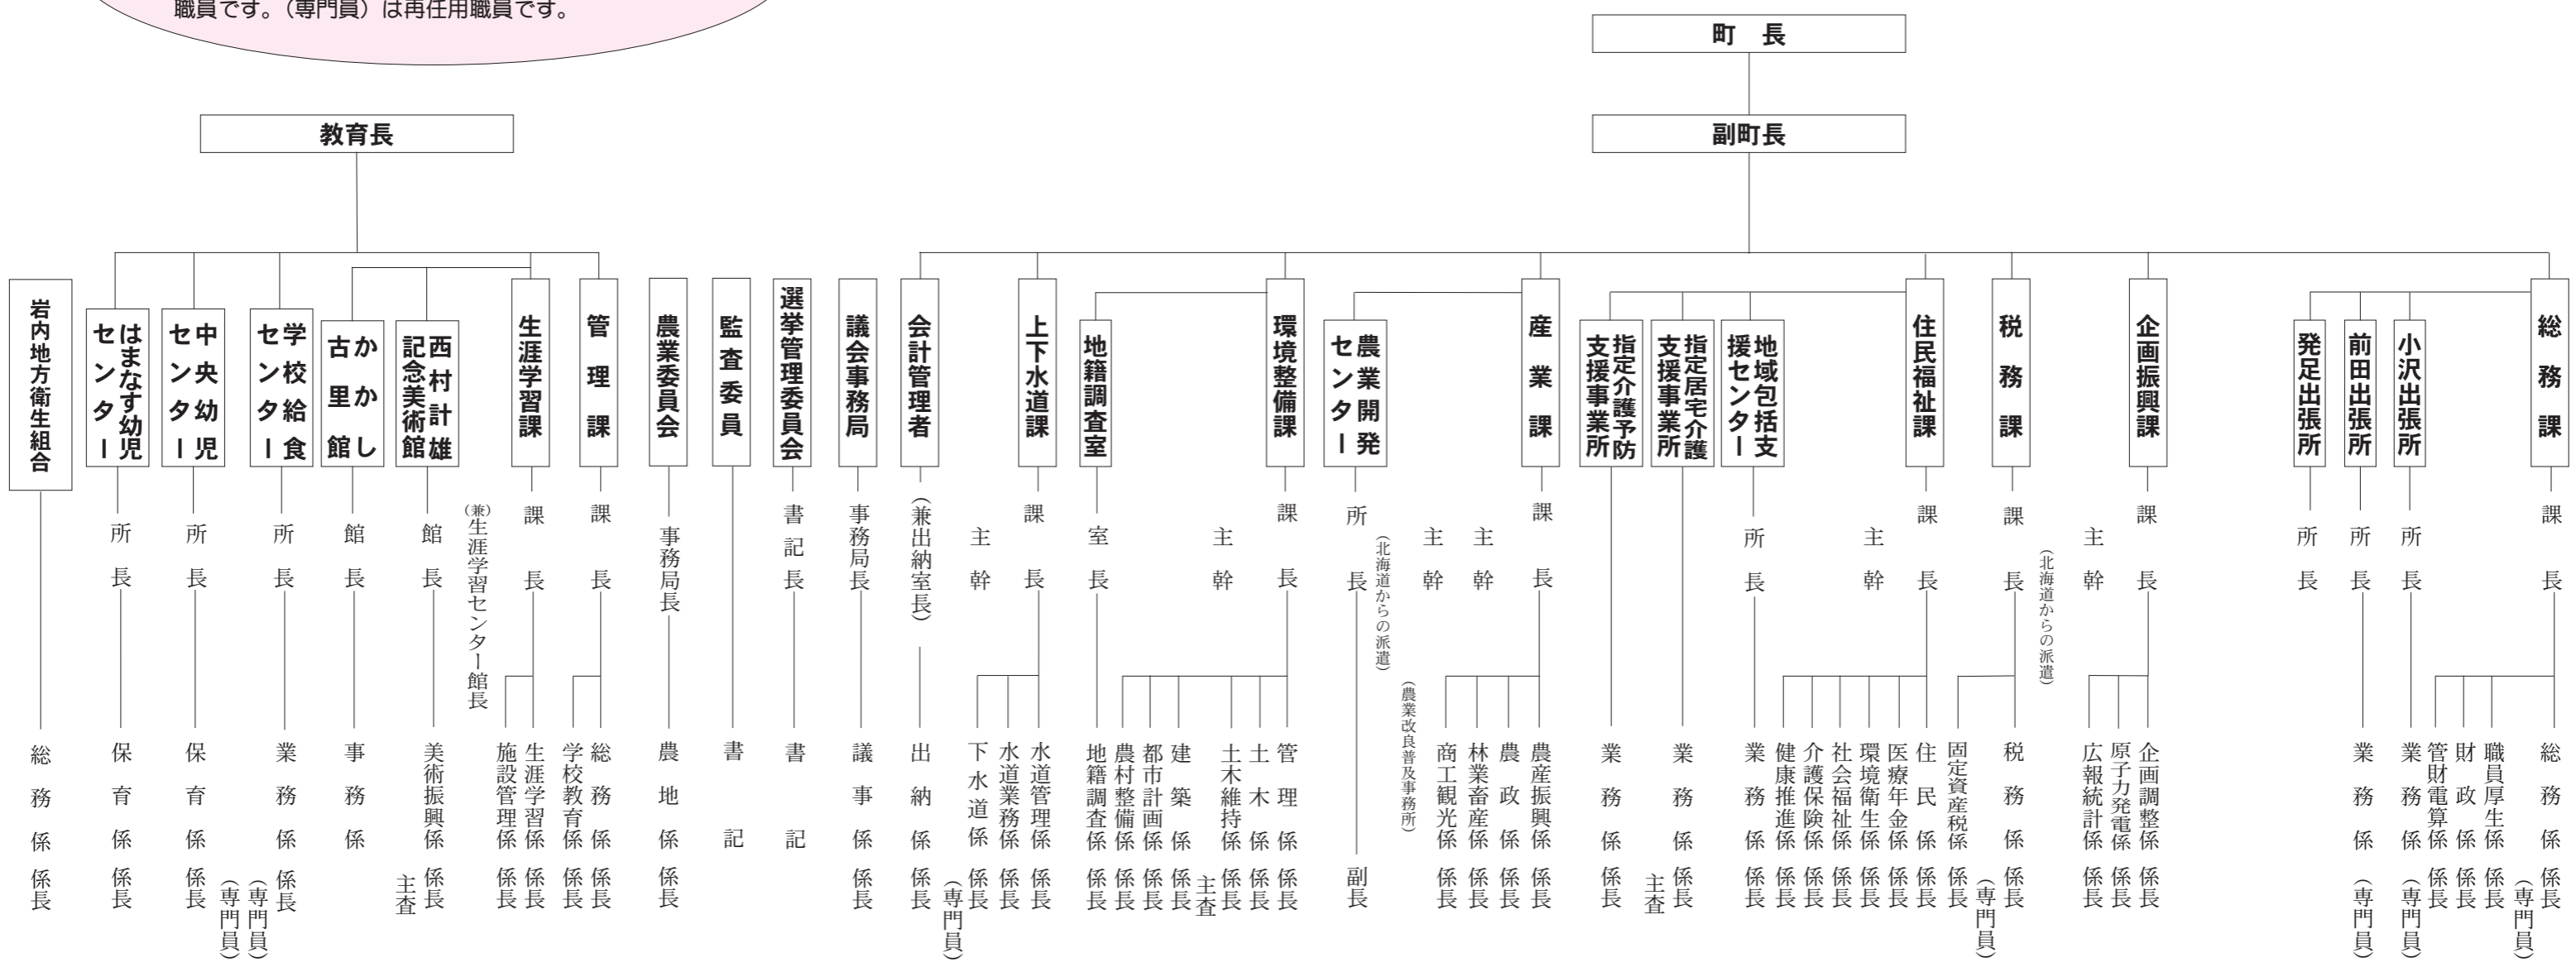 職員です。（専門員）は再任用職員です。
町　長
副町長
教育長
総務課
小沢出張所
前田出張所
発足出張所
企画振興課
税務課
住民福祉課
地域包括支
援センター
指定居宅介護
支援事業所
指定介護予防
支援事業所
産業課
農業開発
センター
環境整備課
地籍調査室
上下水道課
会計管理者
議会事務局
選挙管理委員会
監査委員
農業委員会
管理課
生涯学習課
西村計雄
記念美術館
かかし
古里館
学校給食
センター
中央幼児
センター
はまなす幼児
センター
岩内地方衛生組合
課長
所長
所長
所長
課長
主幹
（北海道からの派遣）
課長
課長
主幹
所長
課長
主幹
主幹
（北海道からの派遣）
所長
（農業改良普及事務所）
課長
主幹
室長
課長
主幹
（兼出納室長）
事務局長
書記長
事務局長
課長
課長
（兼）生涯学習センター館長
館長
館長
所長
所長
所長
総務係　係長
（専門員）
職員厚生係　係長
財政係　係長
管財電算係　係長
業務係　（専門員）
業務係　（専門員）
企画調整係　係長
原子力発電係　係長
広報統計係　係長
税務係　係長
（専門員）
固定資産税係　係長
住民係　係長
医療年金係　係長
環境衛生係　係長
社会福祉係　係長
介護保険係　係長
健康推進係　係長
業務係　係長
業務係　係長
主査
業務係　係長
農産振興係　係長
農政係　係長
林業畜産係　係長
商工観光係　係長
副長
管理係　係長
土木係　係長
土木維持係　係長
主査
建築係　係長
都市計画係　係長
農村整備係　係長
地籍調査係　係長
水道管理係　係長
水道業務係　係長
下水道係　係長
（専門員）
出納係　係長
議事係　係長
書記
書記
農地係　係長
総務係　係長
学校教育係　係長
生涯学習係　係長
施設管理係　係長
美術振興係　係長
主査
事務係
業務係　係長
（専門員）
（専門員）
保育係　係長
保育係　係長
総務係　係長